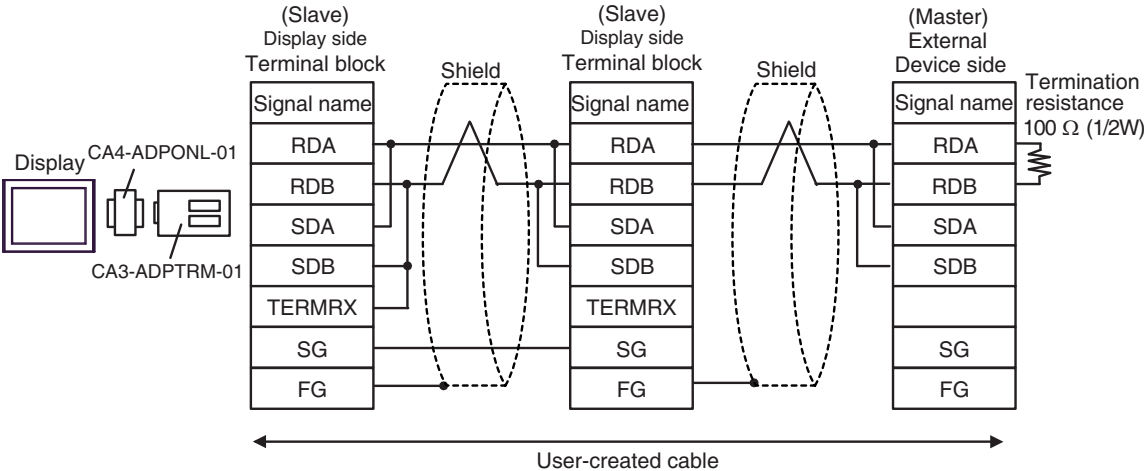 (Slave)
Display side
Terminal block
(Slave)
Display side
Terminal block
(Master)
External
Device side
Shield
Shield
Termination
resistance
100 Ω (1/2W)
Display
CA4-ADPONL-01
CA3-ADPTRM-01
Signal name
RDA
RDB
SDA
SDB
TERMRX
SG
FG
Signal name
RDA
RDB
SDA
SDB
TERMRX
SG
FG
Signal name
RDA
RDB
SDA
SDB
SG
FG
User-created cable